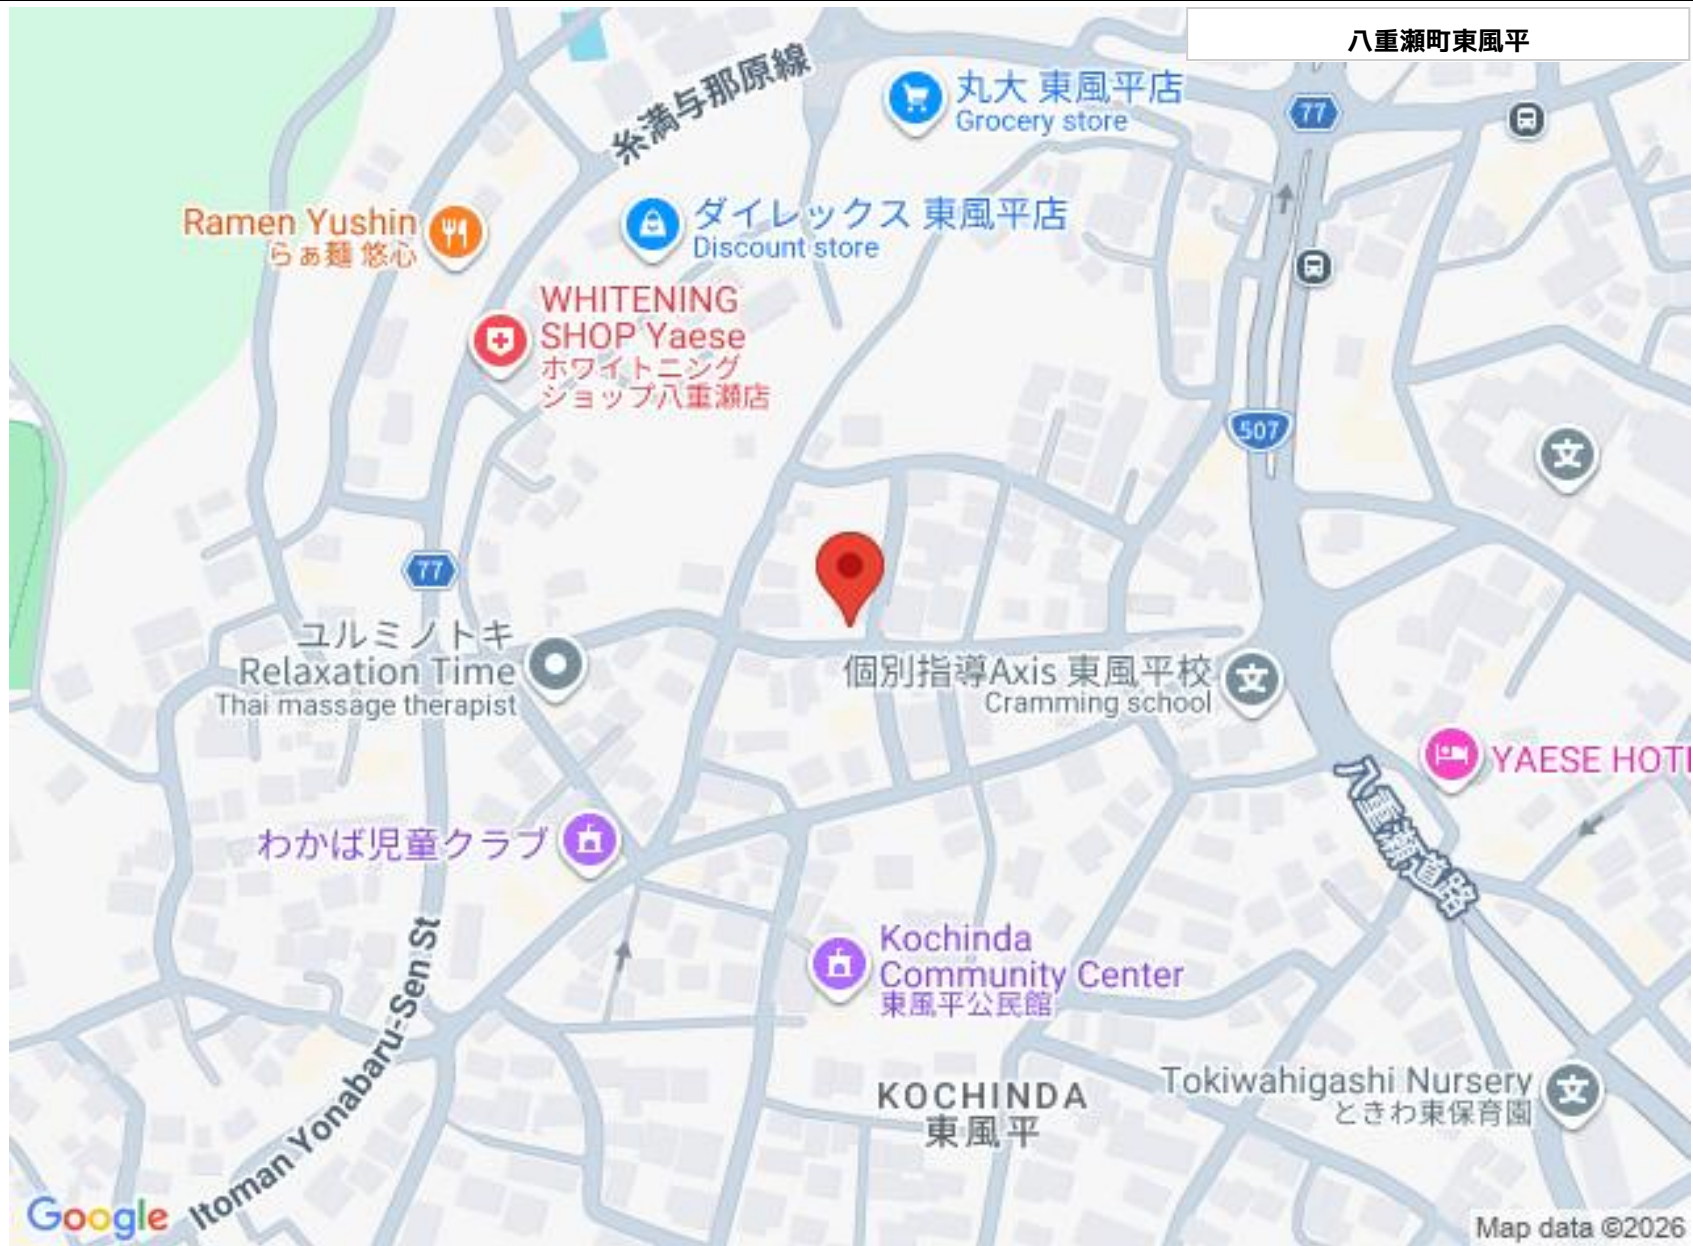 八重瀬町東風平
糸満与那原線
丸大 東風平店
Grocery store
77
ダイレックス 東風平店
Discount store
Ramen Yushin
らぁ麺 悠心
WHITENING
SHOP Yaese
ホワイトニング
ショップ八重瀬店
507
文
77
ユルミノトキ
Relaxation Time
Thai massage therapist
個別指導Axis 東風平校
Cramming school
文
YAESE HOTE
八重瀬道路
わかば児童クラブ
Kochinda
Community Center
東風平公民館
Itoman Yonabaru-Sen St
KOCHINDA
東風平
Tokiwahigashi Nursery
ときわ東保育園
文
Google
Map data ©2026